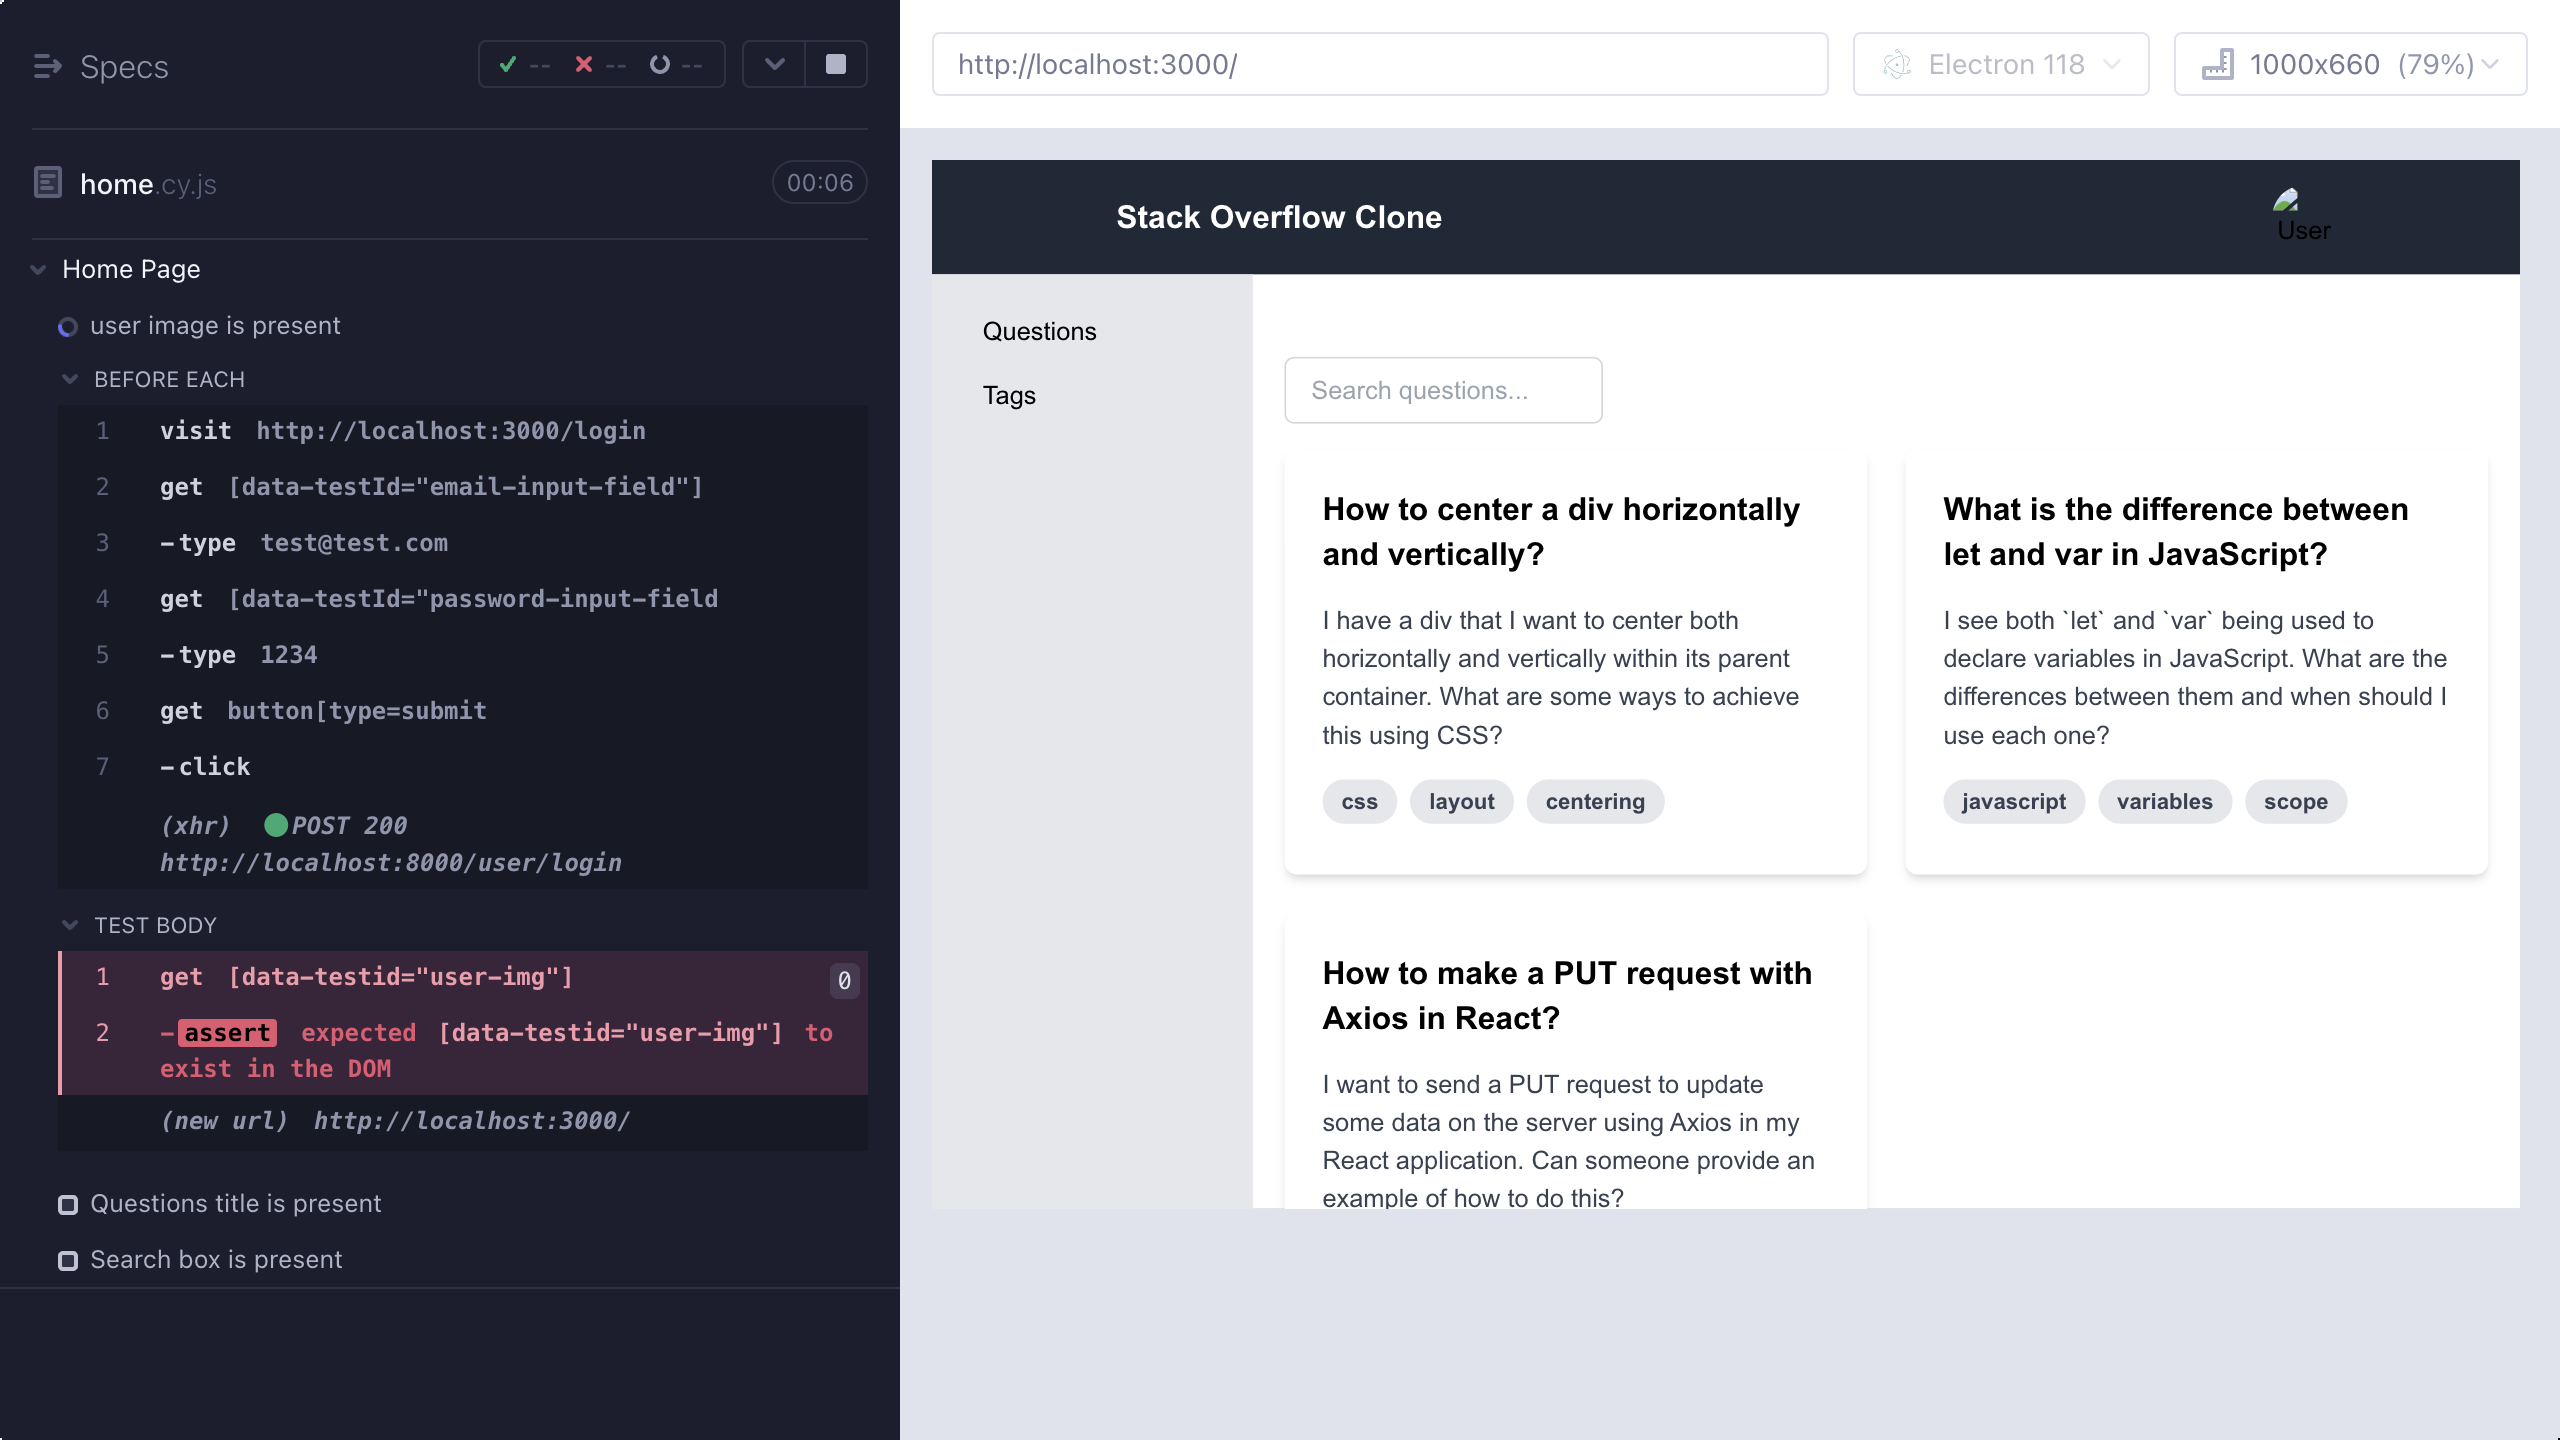 Specs
-- -- --
home.cy.js
00:06
Home Page
user image is present
BEFORE EACH
1 visit http://localhost:3000/login
2 get [data-testId="email-input-field"]
3 -type test@test.com
4 get [data-testId="password-input-field
5 -type 1234
6 get button[type=submit
7 -click
(xhr) POST 200
http://localhost:8000/user/login
TEST BODY
1 get [data-testid="user-img"] 0
2 -assert expected [data-testid="user-img"] to
exist in the DOM
(new url) http://localhost:3000/
Questions title is present
Search box is present
http://localhost:3000/
Electron 118
1000x660 (79%)
Stack Overflow Clone
User
Questions
Tags
Search questions...
How to center a div horizontally
and vertically?
I have a div that I want to center both
horizontally and vertically within its parent
container. What are some ways to achieve
this using CSS?
css layout centering
What is the difference between
let and var in JavaScript?
I see both `let` and `var` being used to
declare variables in JavaScript. What are the
differences between them and when should I
use each one?
javascript variables scope
How to make a PUT request with
Axios in React?
I want to send a PUT request to update
some data on the server using Axios in my
React application. Can someone provide an
example of how to do this?